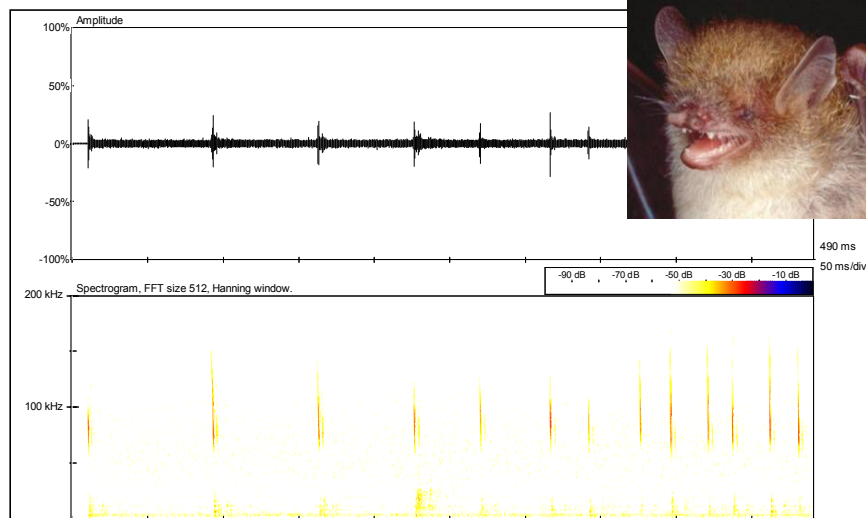 Amplitude
100%
50%
0%
-50%
-100%
490 ms
50 ms/div
-90 dB -70 dB -50 dB -30 dB -10 dB
Spectrogram, FFT size 512, Hanning window.
200 kHz
100 kHz